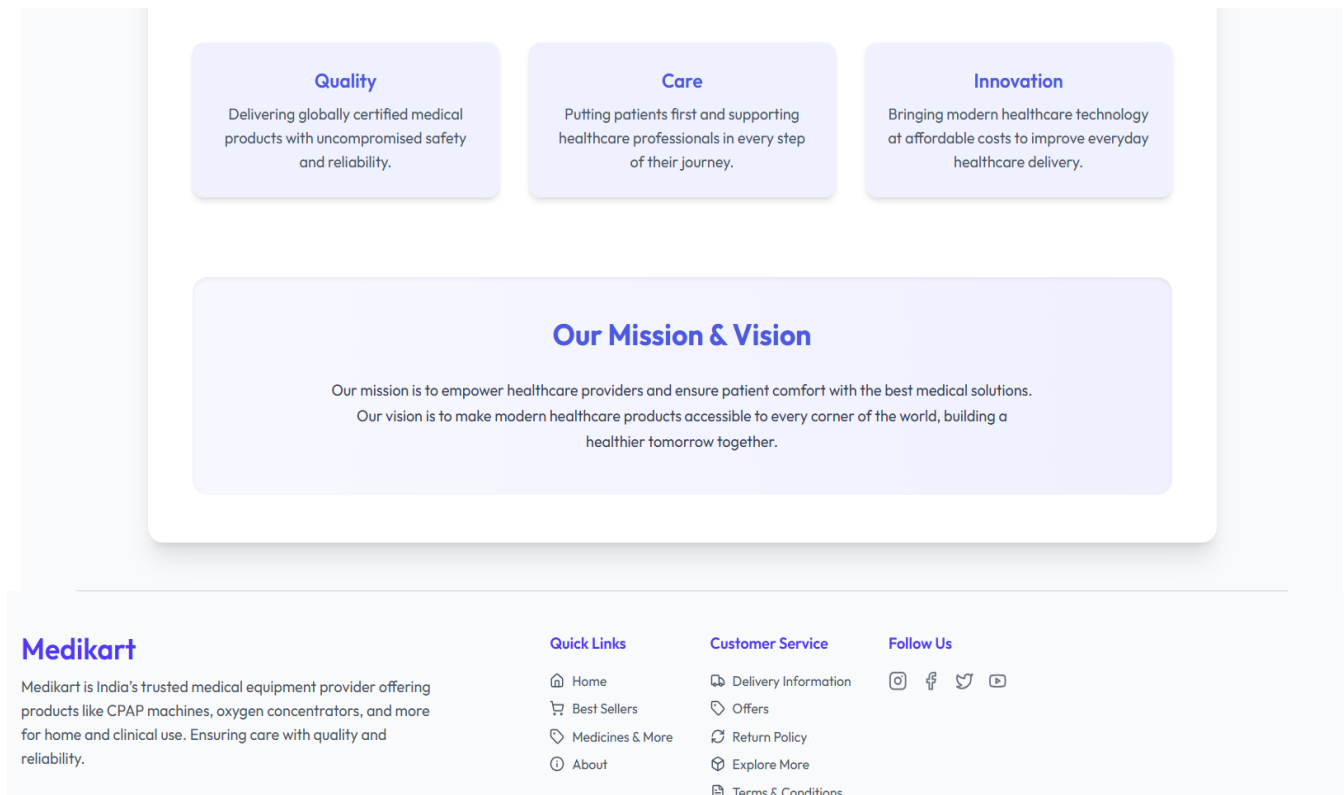 Quality
Delivering globally certified medical
products with uncompromised safety
and reliability.
Care
Putting patients first and supporting
healthcare professionals in every step
of their journey.
Innovation
Bringing modern healthcare technology
at affordable costs to improve everyday
healthcare delivery.
Our Mission & Vision
Our mission is to empower healthcare providers and ensure patient comfort with the best medical solutions.
Our vision is to make modern healthcare products accessible to every corner of the world, building a
healthier tomorrow together.
Medikart
Medikart is India's trusted medical equipment provider offering
products like CPAP machines, oxygen concentrators, and more
for home and clinical use. Ensuring care with quality and
reliability.
Quick Links
Home
Best Sellers
Medicines & More
About
Customer Service
Delivery Information
Offers
Return Policy
Explore More
Terms & Conditions
Follow Us